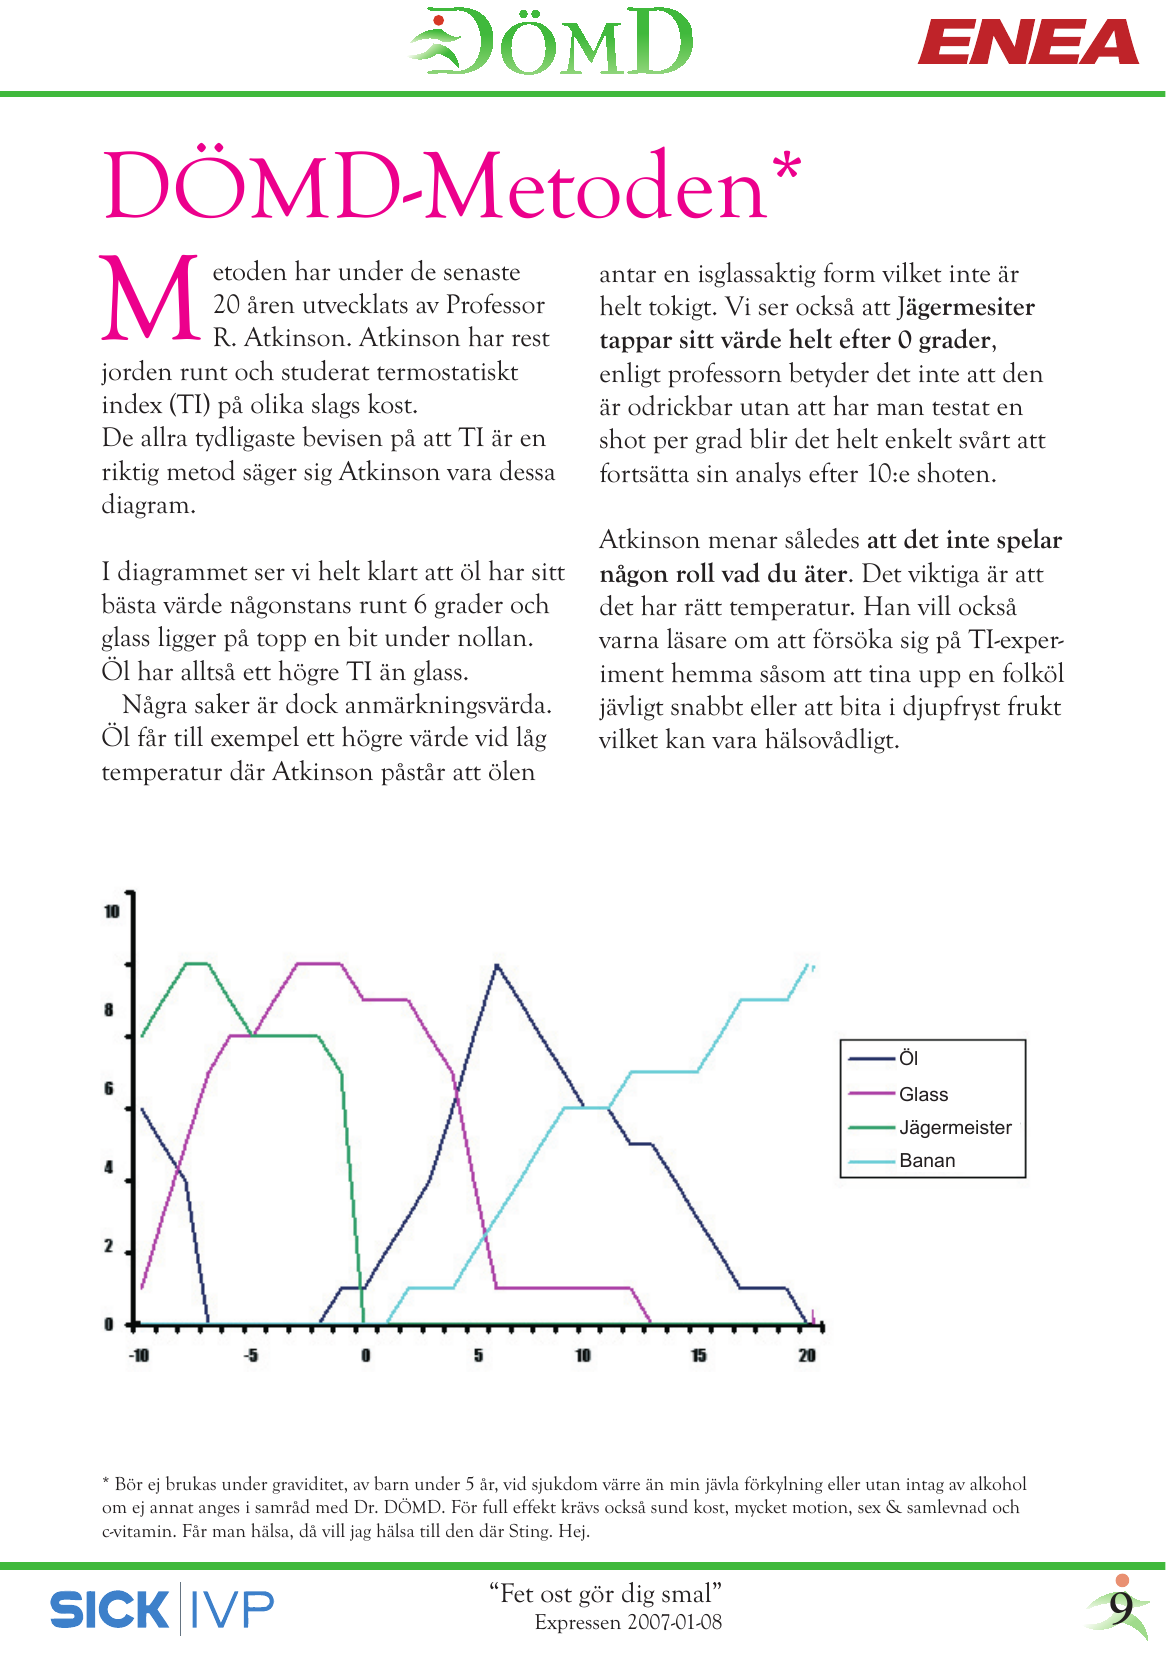 DÖMD
ENEA
DÖMD-Metoden*
Metoden har under de senaste
20 åren utvecklats av Professor
R. Atkinson. Atkinson har rest
jorden runt och studerat termostatiskt
index (TI) på olika slags kost.
De allra tydligaste bevisen på att TI är en
riktig metod säger sig Atkinson vara dessa
diagram.
I diagrammet ser vi helt klart att öl har sitt
bästa värde någonstans runt 6 grader och
glass ligger på topp en bit under nollan.
Öl har alltså ett högre TI än glass.
Några saker är dock anmärkningsvärda.
Öl får till exempel ett högre värde vid låg
temperatur där Atkinson påstår att ölen
antar en isglassaktig form vilket inte är
helt tokigt. Vi ser också att Jägermesiter
tappar sitt värde helt efter 0 grader,
enligt professorn betyder det inte att den
är odrickbar utan att har man testat en
shot per grad blir det helt enkelt svårt att
fortsätta sin analys efter 10:e shoten.
Atkinson menar således att det inte spelar
någon roll vad du äter. Det viktiga är att
det har rätt temperatur. Han vill också
varna läsare om att försöka sig på TI-exper-
iment hemma såsom att tina upp en folköl
jävligt snabbt eller att bita i djupfryst frukt
vilket kan vara hälsovådligt.
10
8
6
4
2
0
-10 -5 0 5 10 15 20
Öl
Glass
Jägermeister
Banan
* Bör ej brukas under graviditet, av barn under 5 år, vid sjukdom värre än min jävla förkylning eller utan intag av alkohol
om ej annat anges i samråd med Dr. DÖMD. För full effekt krävs också sund kost, mycket motion, sex & samlevnad och
c-vitamin. Får man hälsa, då vill jag hälsa till den där Sting. Hej.
SICK IVP
“Fet ost gör dig smal”
Expressen 2007-01-08
9